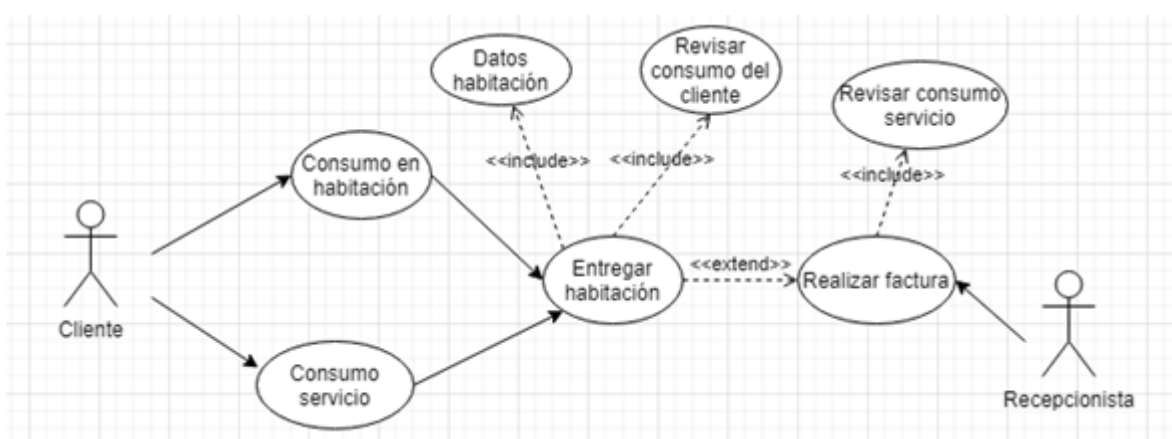 Datos
habitación
Revisar
consumo del
cliente
Revisar consumo
servicio
<<include>>
<<include>>
<<include>>
Consumo en
habitación
Cliente
Entregar
habitación
<<extend>>
Realizar factura
Consumo
servicio
Recepcionista